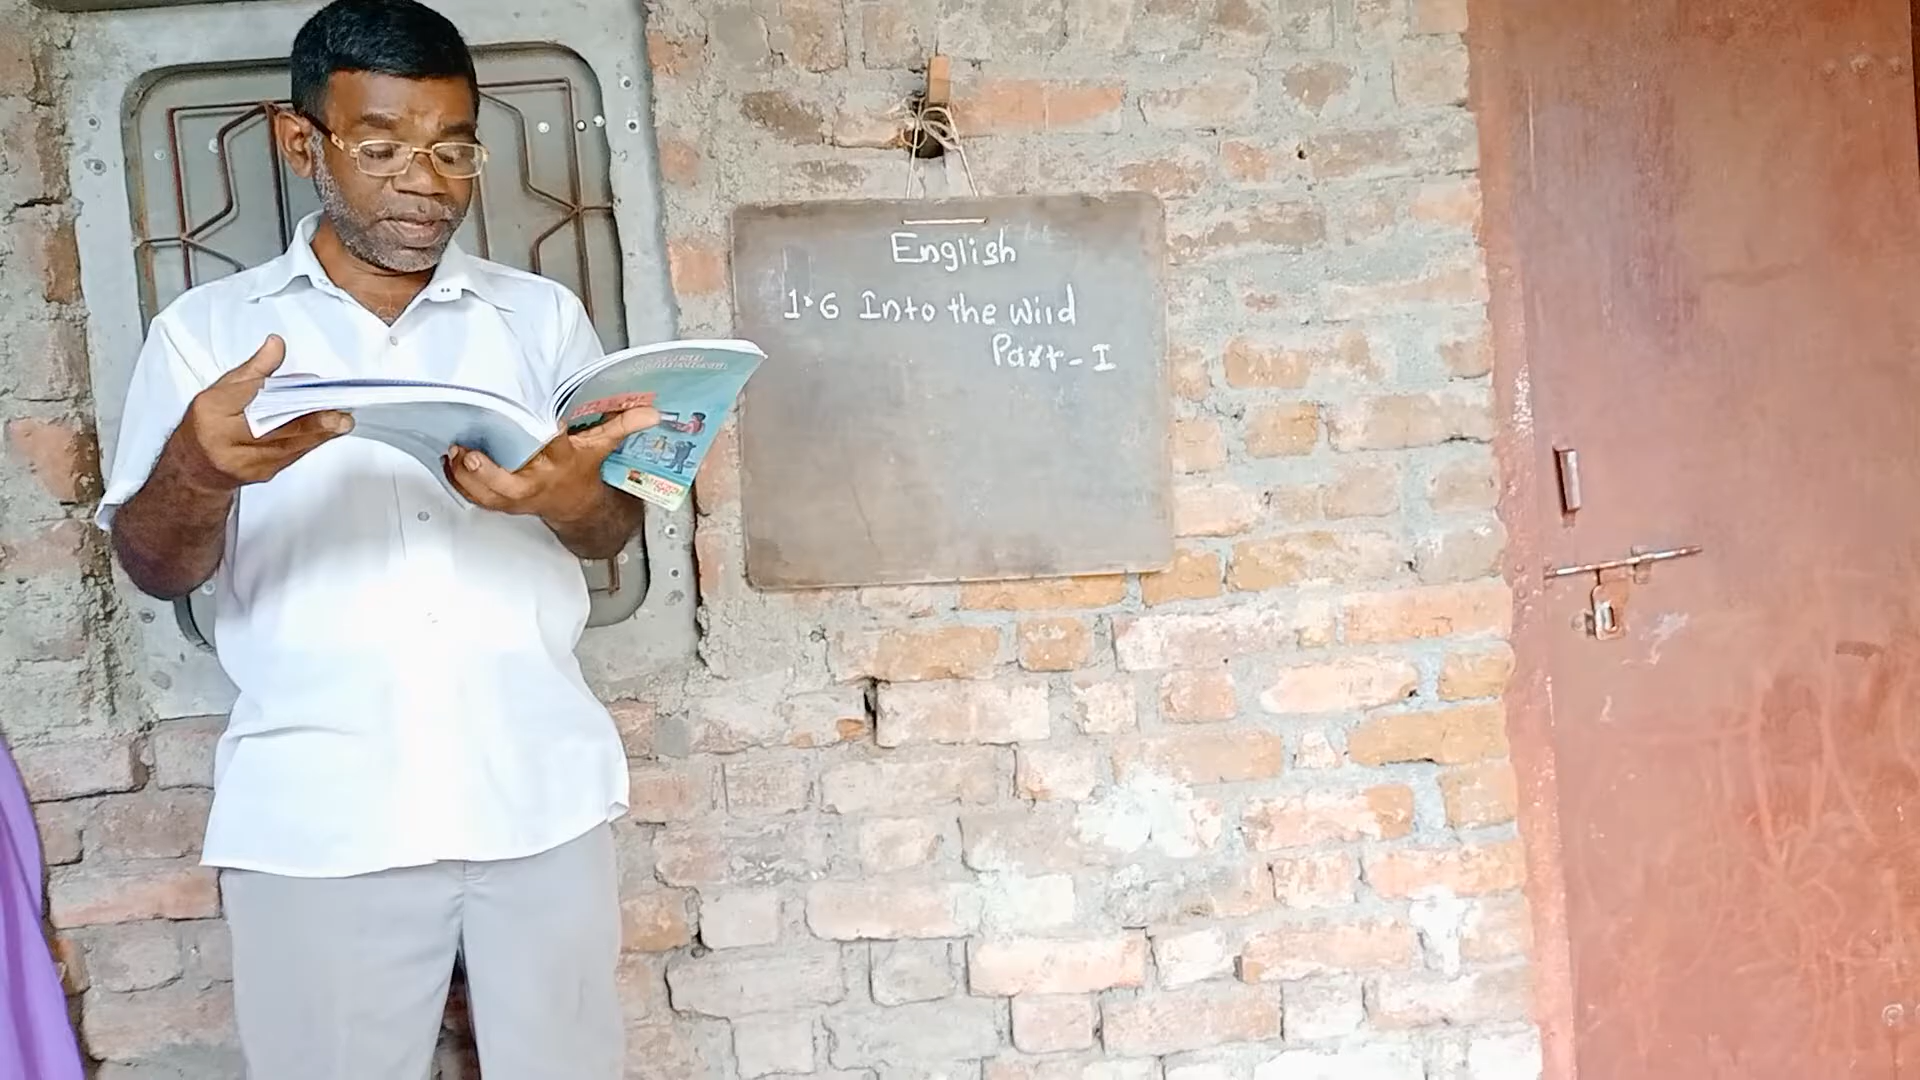 English
1.6 Into the Wild
Part-I